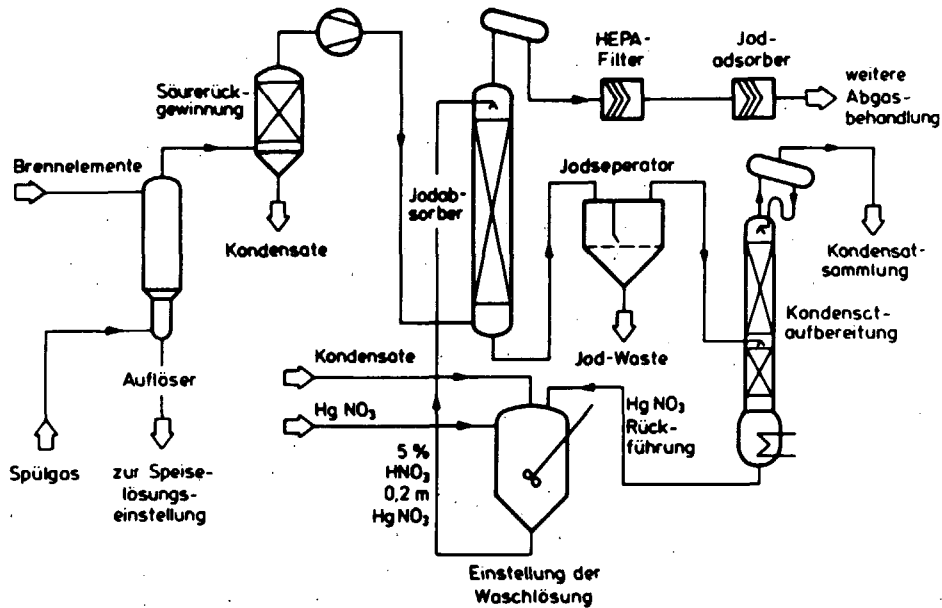 HEPA-
Filter
Jod-
adsorber
weitere
Abgas-
behandlung
Säurerück-
gewinnung
Brennelemente
Kondensate
Jodab-
sorber
Jodseperator
Kondensat-
sammlung
Kondensct-
aufbereitung
Jod-Waste
Auflöser
Spülgas
zur Speise-
lösungs-
einstellung
Kondensate
Hg NO3
5 %
HNO3
0,2 m
Hg NO3
Hg NO3
Rück-
führung
Einstellung der
Waschlösung